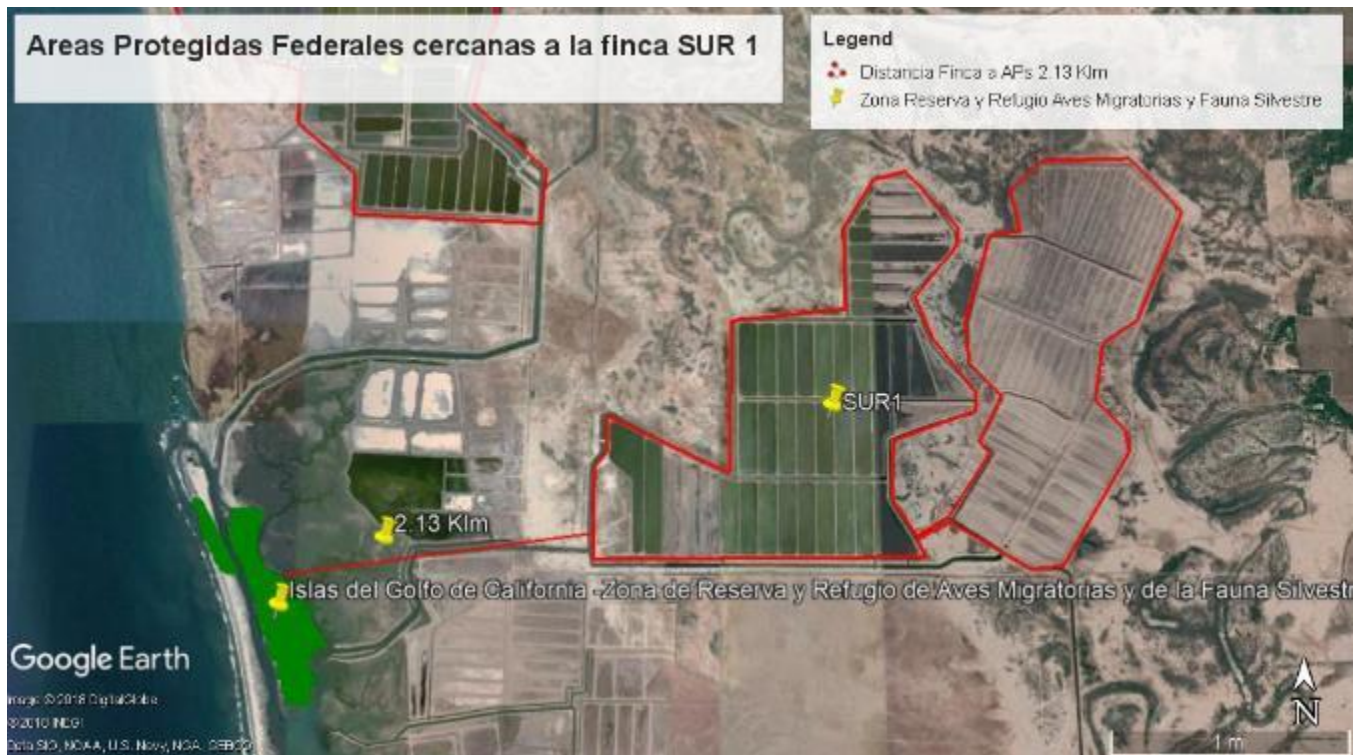 Areas Protegidas Federales cercanas a la finca SUR 1
Legend
Distancia Finca a APs 2.13 Klm
Zona Reserva y Refugio Aves Migratorias y Fauna Silvestre
SUR1
2.13 Klm
Islas del Golfo de California -Zona de Reserva y Refugio de Aves Migratorias y de la Fauna Silvestr
Google Earth
Image © 2018 DigitalGlobe
© 2018 INEGI
Data SIO, NOAA, U.S. Navy, NGA, GEBCO
N
1 m